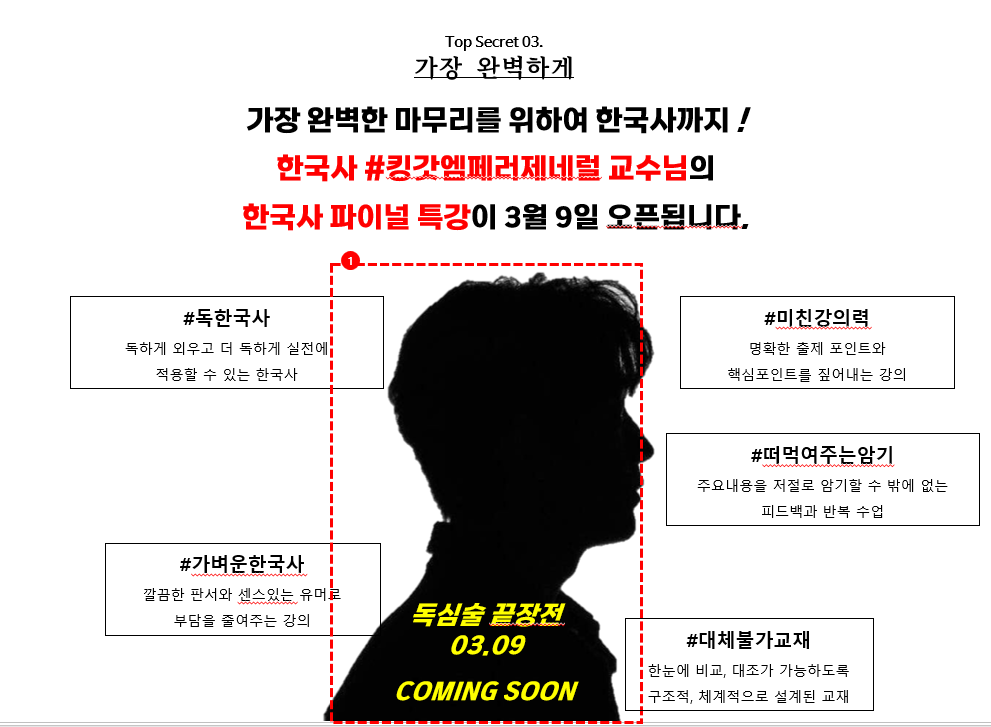 Top Secret 03.
가장 완벽하게
가장 완벽한 마무리를 위하여 한국사까지 !
한국사 #킹갓엠페러제네럴 교수님의
한국사 파이널 특강이 3월 9일 오픈됩니다.
1
#독한국사
독하게 외우고 더 독하게 실전에
적용할 수 있는 한국사
#미친강의력
명확한 출제 포인트와
핵심포인트를 짚어내는 강의
#떠먹여주는암기
주요내용을 저절로 암기할 수 밖에 없는
피드백과 반복 수업
#가벼운한국사
깔끔한 판서와 센스있는 유머로
부담을 줄여주는 강의
독심술 끝장전
03.09
COMING SOON
#대체불가교재
한눈에 비교, 대조가 가능하도록
구조적, 체계적으로 설계된 교재